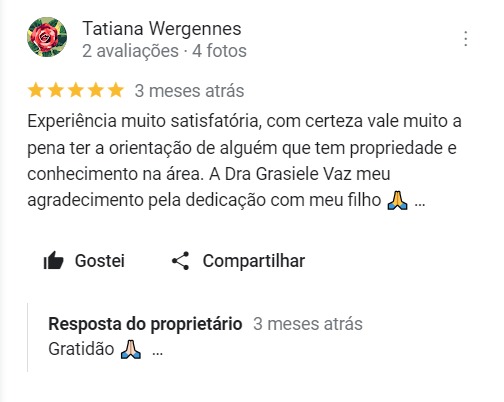 Tatiana Wergennes
2 avaliações · 4 fotos
3 meses atrás
Experiência muito satisfatória, com certeza vale muito a
pena ter a orientação de alguém que tem propriedade e
conhecimento na área. A Dra Grasiele Vaz meu
agradecimento pela dedicação com meu filho 🙏 ...
Gostei Compartilhar
Resposta do proprietário 3 meses atrás
Gratidão 🙏🏻 ...